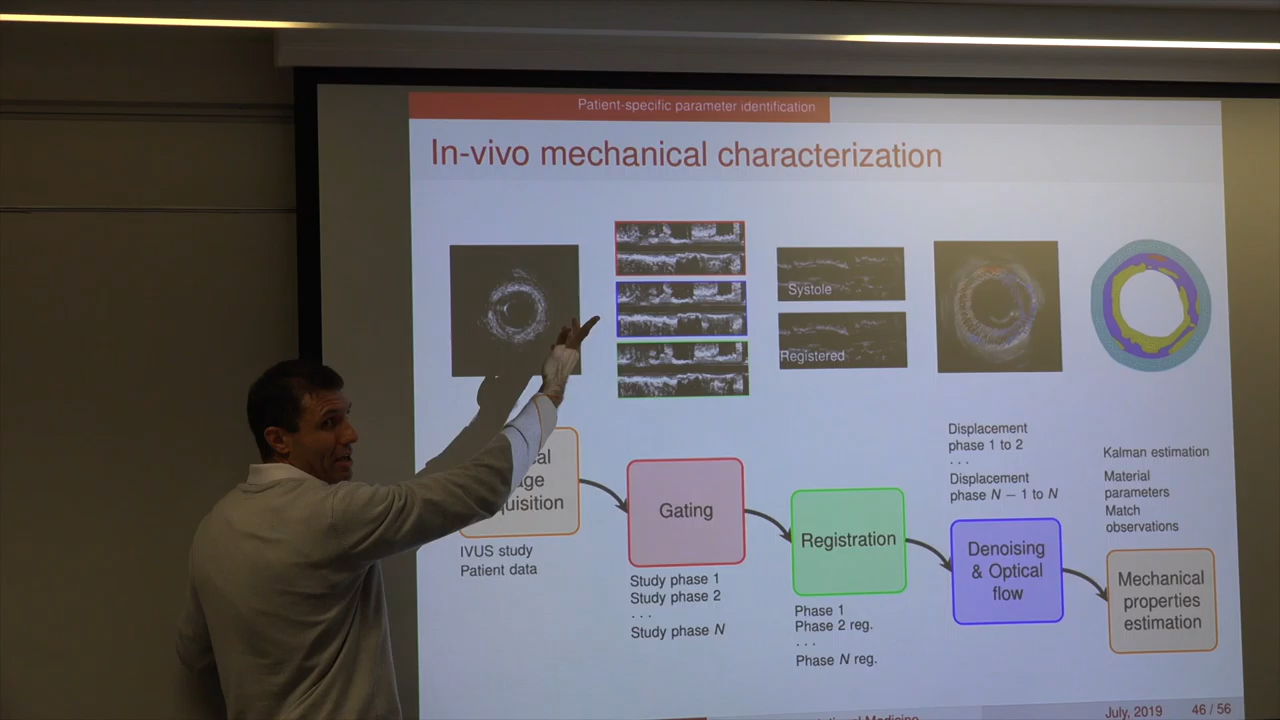 Patient-specific parameter identification
In-vivo mechanical characterization
Systole
Registered
IVUS study
Patient data
Gating
Study phase 1
Study phase 2
. . .
Study phase N
Registration
Phase 1
Phase 2 reg.
. . .
Phase N reg.
Displacement
phase 1 to 2
. . .
Displacement
phase N − 1 to N
Denoising
& Optical
flow
Kalman estimation
Material
parameters
Match
observations
Mechanical
properties
estimation
Medicine
July, 2019
46 / 56